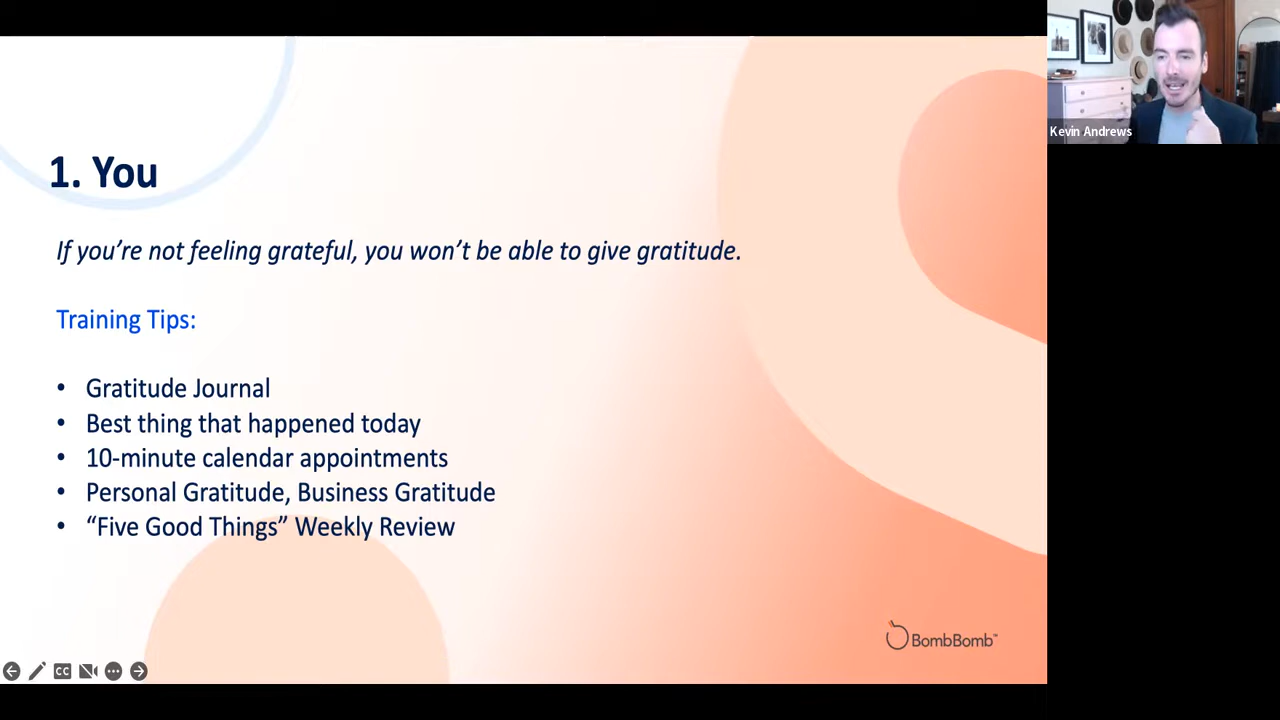 1. You
If you’re not feeling grateful, you won’t be able to give gratitude.
Training Tips:
• Gratitude Journal
• Best thing that happened today
• 10-minute calendar appointments
• Personal Gratitude, Business Gratitude
• “Five Good Things” Weekly Review
BombBomb™
CC
Kevin Andrews